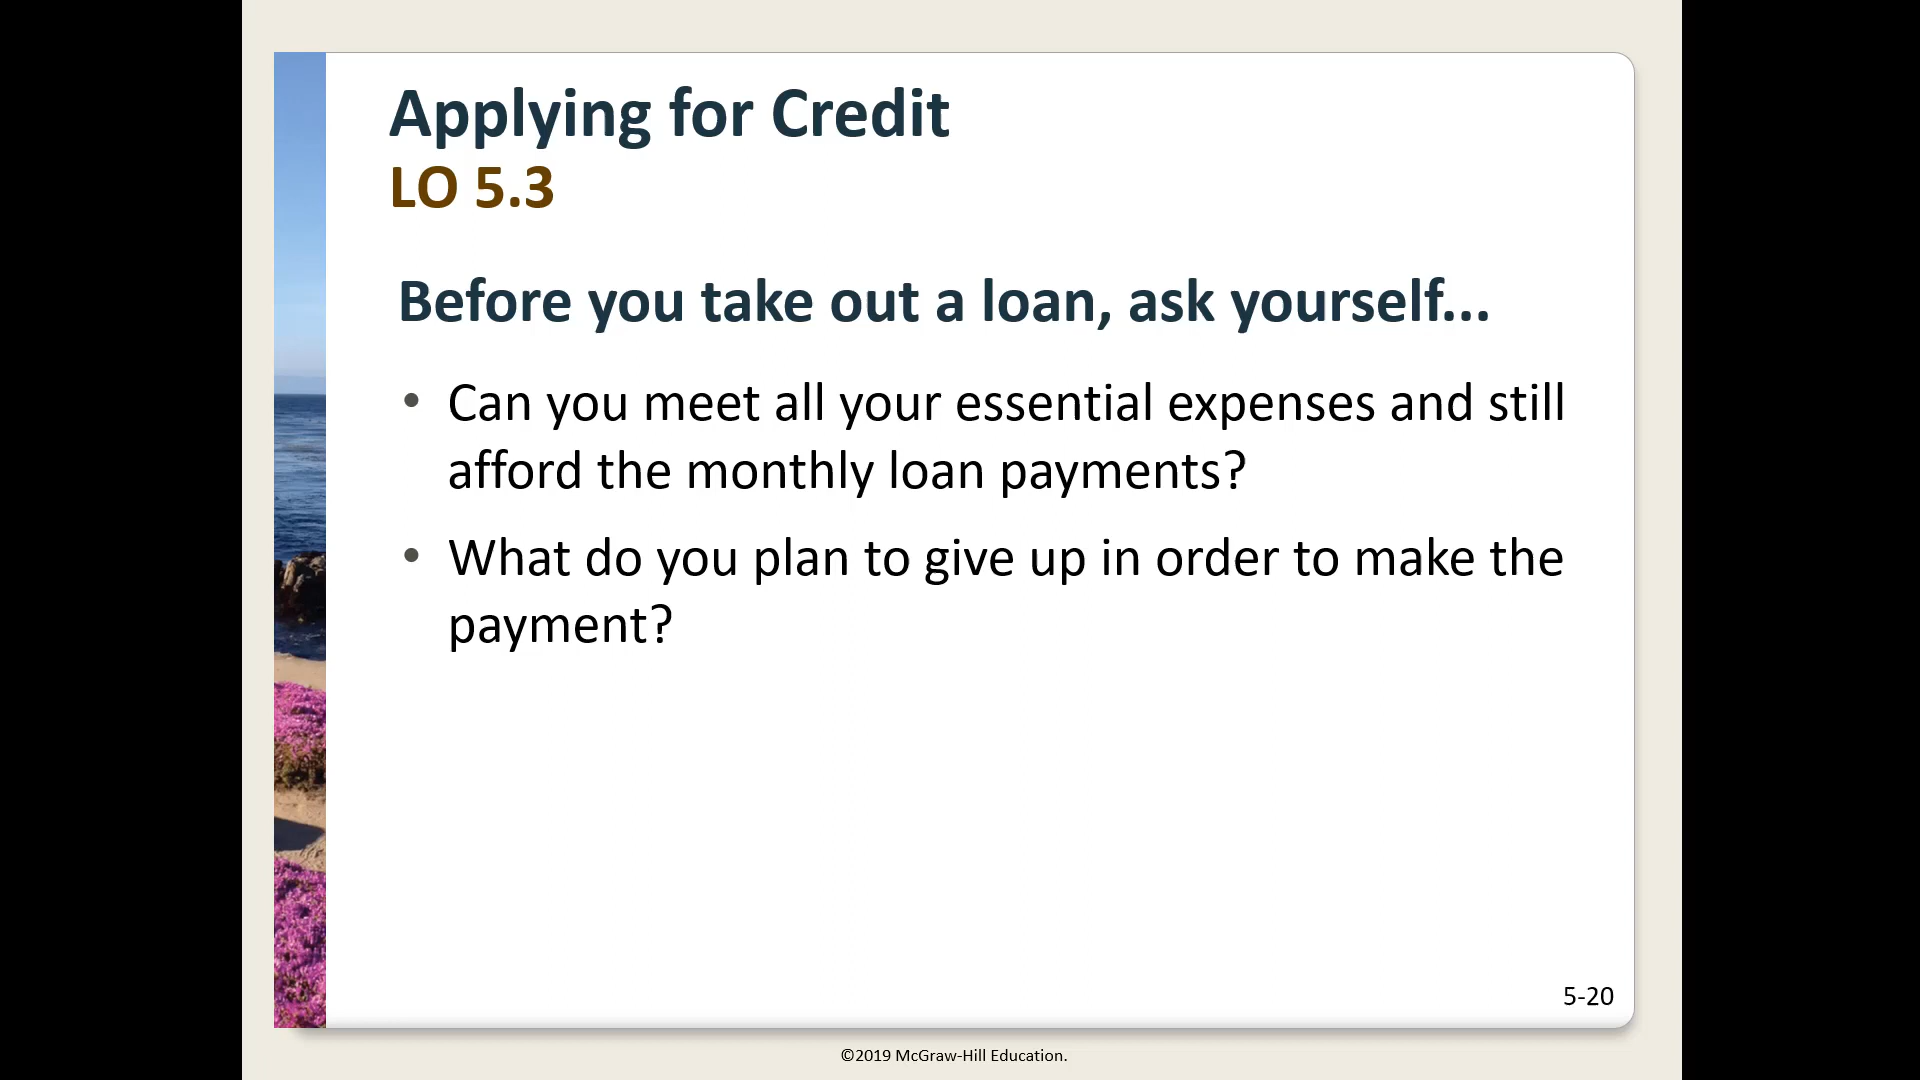 Applying for Credit
LO 5.3
Before you take out a loan, ask yourself...
• Can you meet all your essential expenses and still
afford the monthly loan payments?
• What do you plan to give up in order to make the
payment?
5-20
©2019 McGraw-Hill Education.